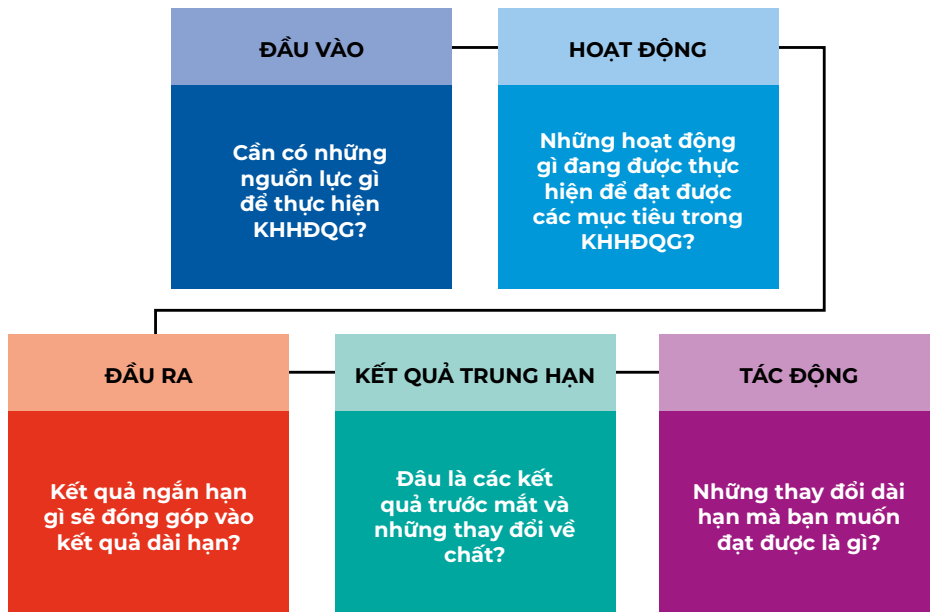 ĐẦU VÀO
Cần có những
nguồn lực gì
để thực hiện
KHHĐQG?
HOẠT ĐỘNG
Những hoạt động
gì đang được thực
hiện để đạt được
các mục tiêu trong
KHHĐQG?
ĐẦU RA
Kết quả ngắn hạn
gì sẽ đóng góp vào
kết quả dài hạn?
KẾT QUẢ TRUNG HẠN
Đâu là các kết
quả trước mắt và
những thay đổi về
chất?
TÁC ĐỘNG
Những thay đổi dài
hạn mà bạn muốn
đạt được là gì?